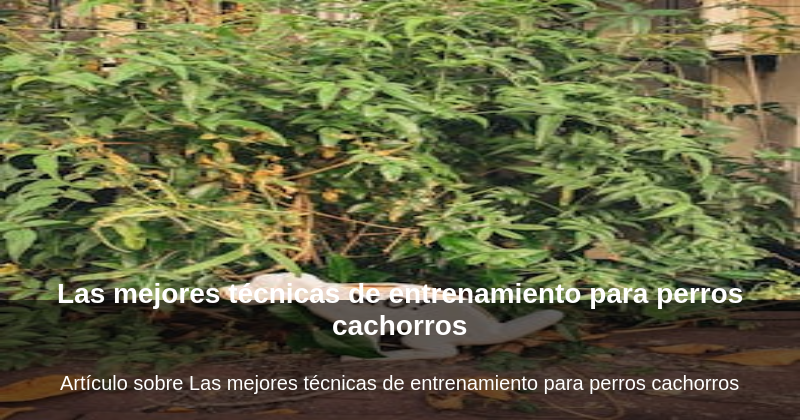 Las mejores técnicas de entrenamiento para perros
cachorros
Artículo sobre Las mejores técnicas de entrenamiento para perros cachorros